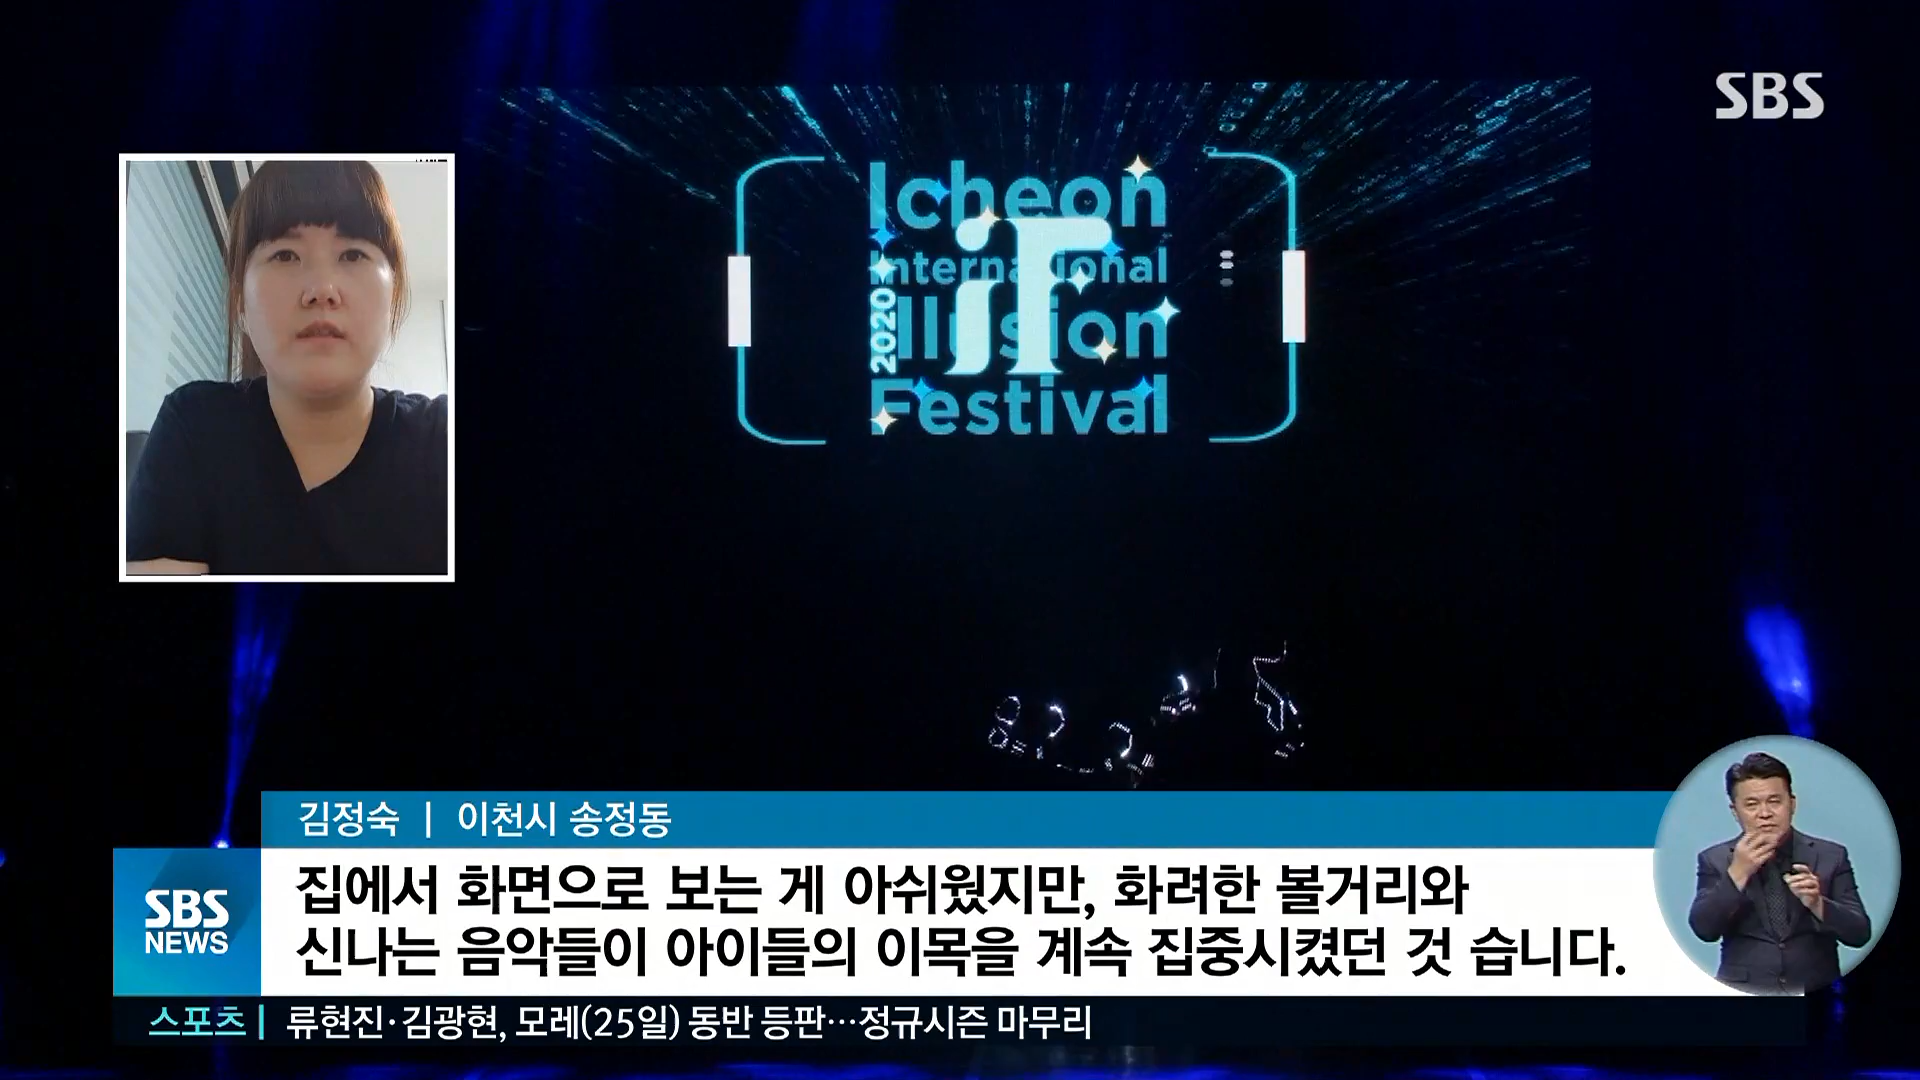 SBS
Icheon
International
2020 Illusion
Festival
iF
김정숙 | 이천시 송정동
SBS NEWS
집에서 화면으로 보는 게 아쉬웠지만, 화려한 볼거리와
신나는 음악들이 아이들의 이목을 계속 집중시켰던 것 습니다.
스포츠 | 류현진·김광현, 모레(25일) 동반 등판…정규시즌 마무리